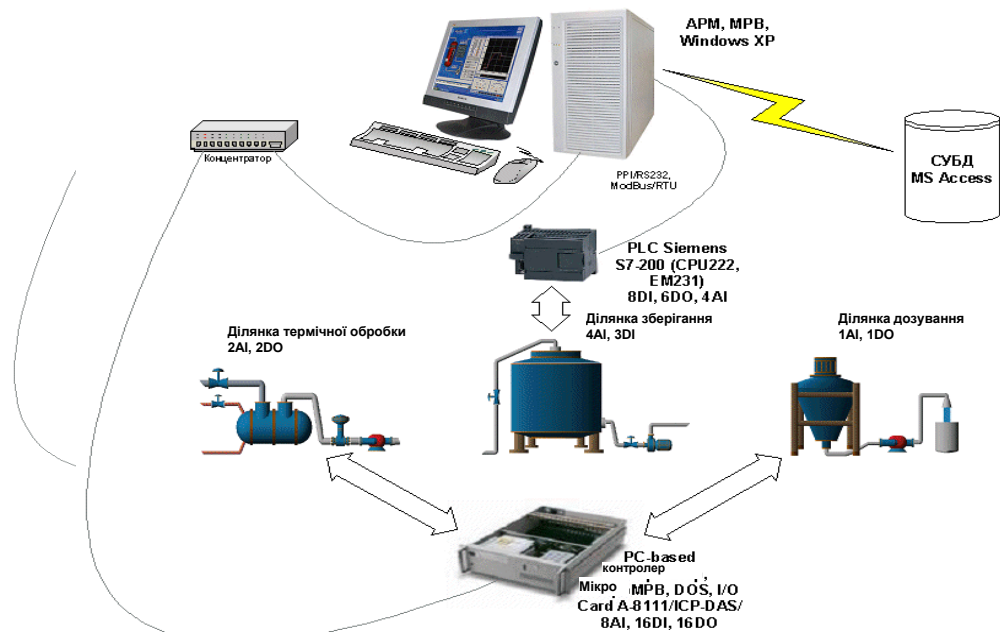 АРМ, МРВ,
Windows XP
Концентратор
PPI/RS232,
ModBus/RTU
СУБД
MS Access
PLC Siemens
S7-200 (CPU222,
EM231)
8DI, 6DO, 4AI
Ділянка термічної обробки
2AI, 2DO
Ділянка зберігання
4AI, 3DI
Ділянка дозування
1AI, 1DO
PC-based
контролер
Мікро МРВ, DOS, I/O
Card A-8111/ICP-DAS/
8AI, 16DI, 16DO